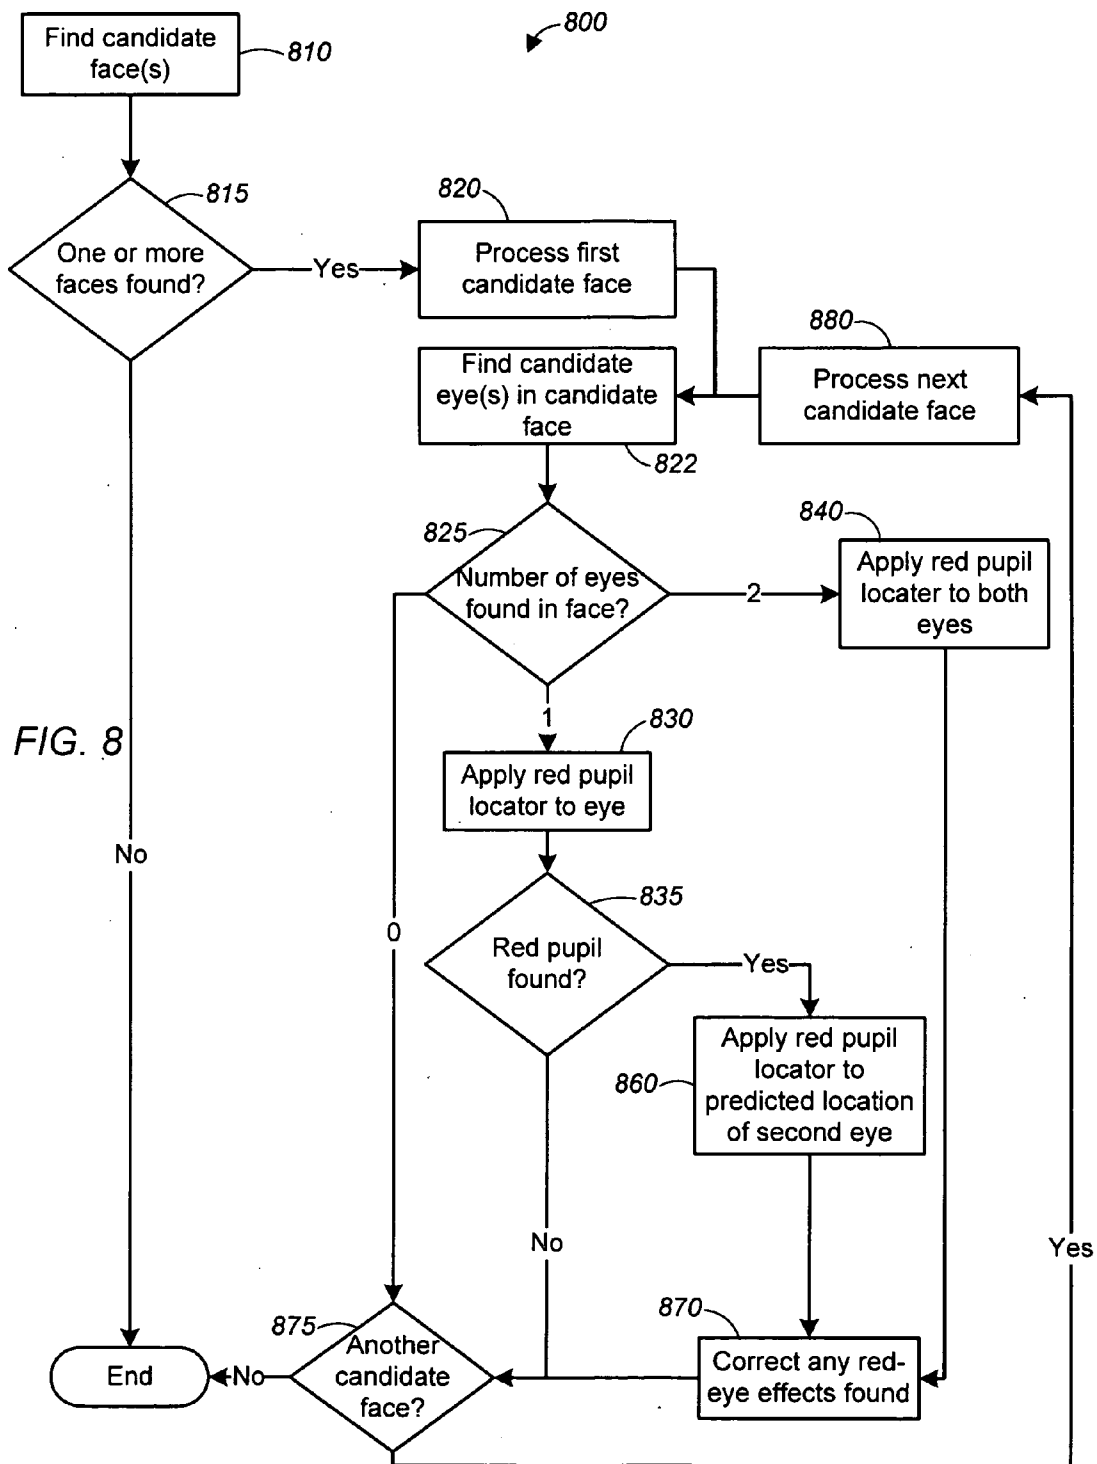 800
Find candidate
face(s)
810
815
One or more
faces found?
Yes
820
Process first
candidate face
880
Process next
candidate face
Find candidate
eye(s) in candidate
face
822
825
Number of eyes
found in face?
2
840
Apply red pupil
locater to both
eyes
1
830
Apply red pupil
locator to eye
FIG. 8
No
0
835
Red pupil
found?
Yes
860
Apply red pupil
locator to
predicted location
of second eye
No
Yes
870
Correct any red-
eye effects found
875
Another
candidate
face?
No
End